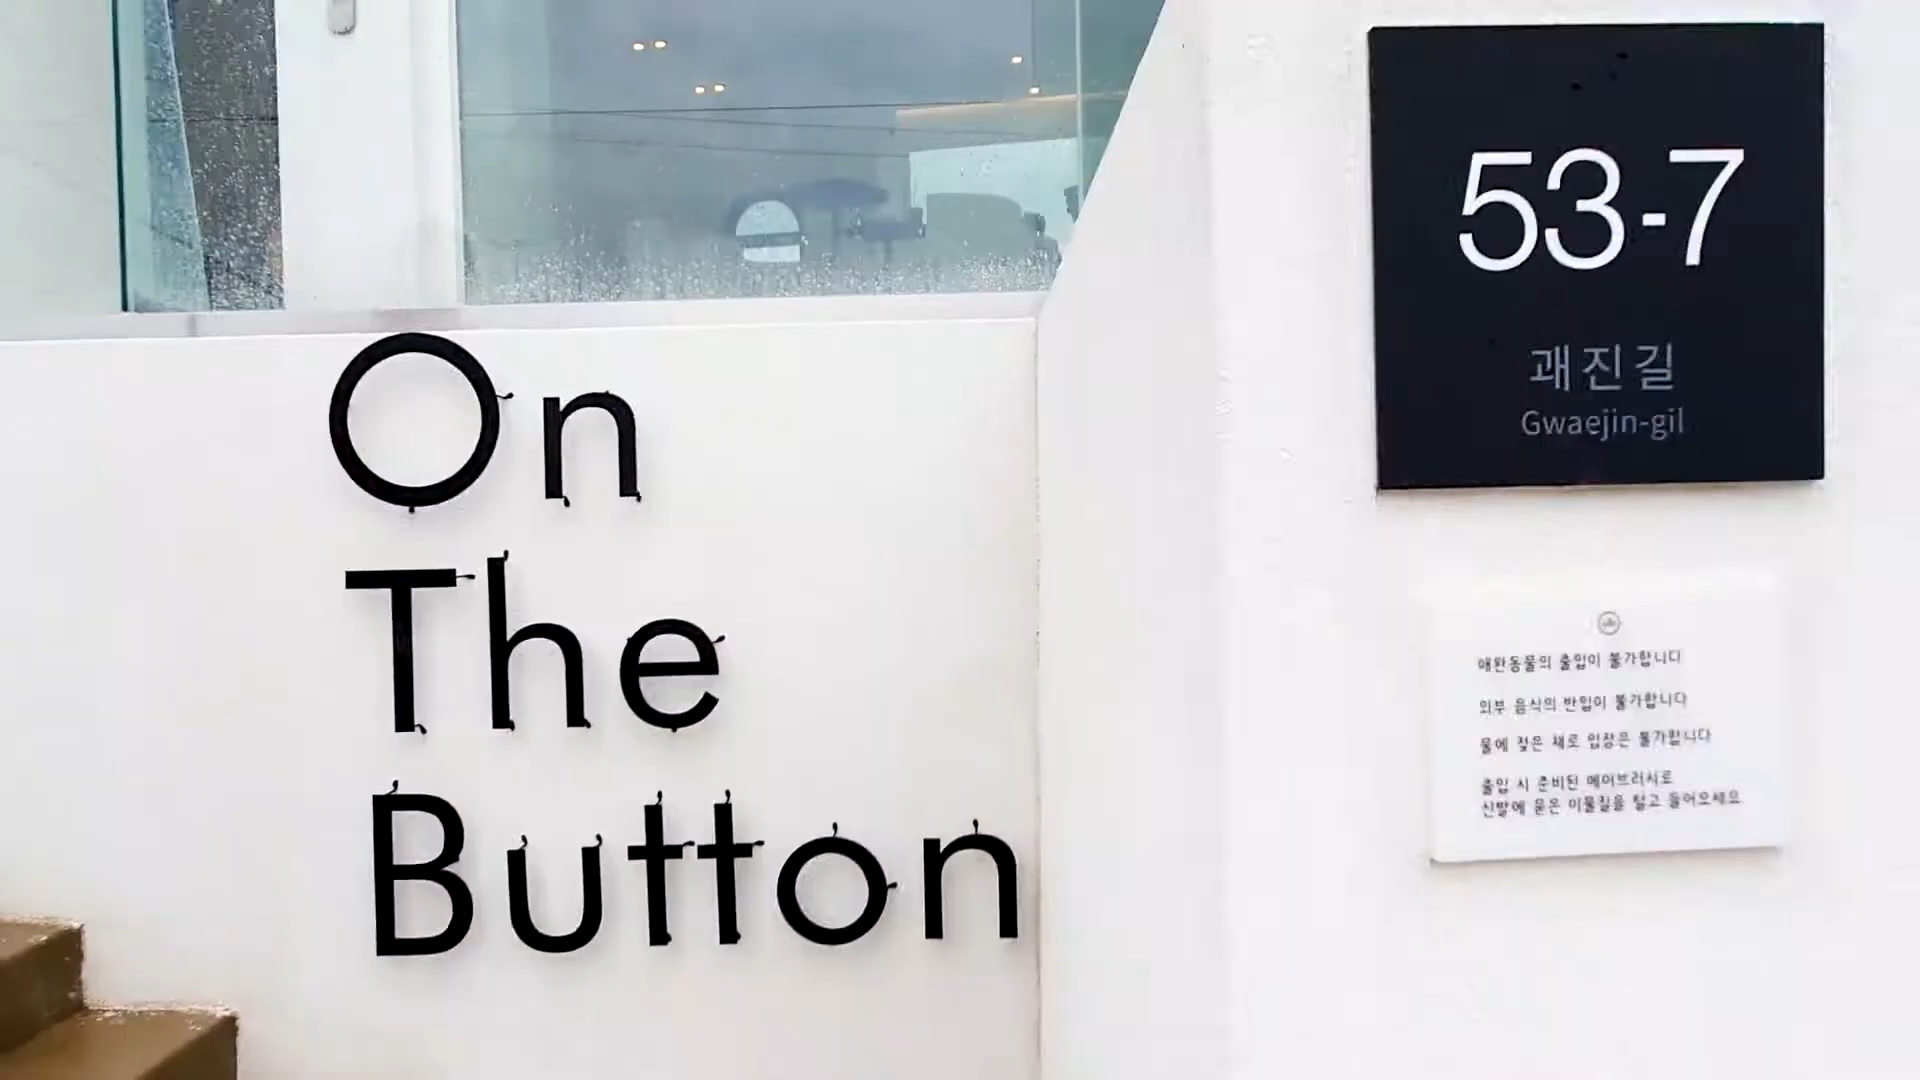 On
The
Button
53-7
괘진길
Gwaejin-gil
애완동물의 출입이 불가합니다
외부 음식의 반입이 불가합니다
물에 젖은 채로 입장은 불가합니다
출입 시 준비된 에이브러시로
신발에 묻은 이물질을 털고 들어오세요